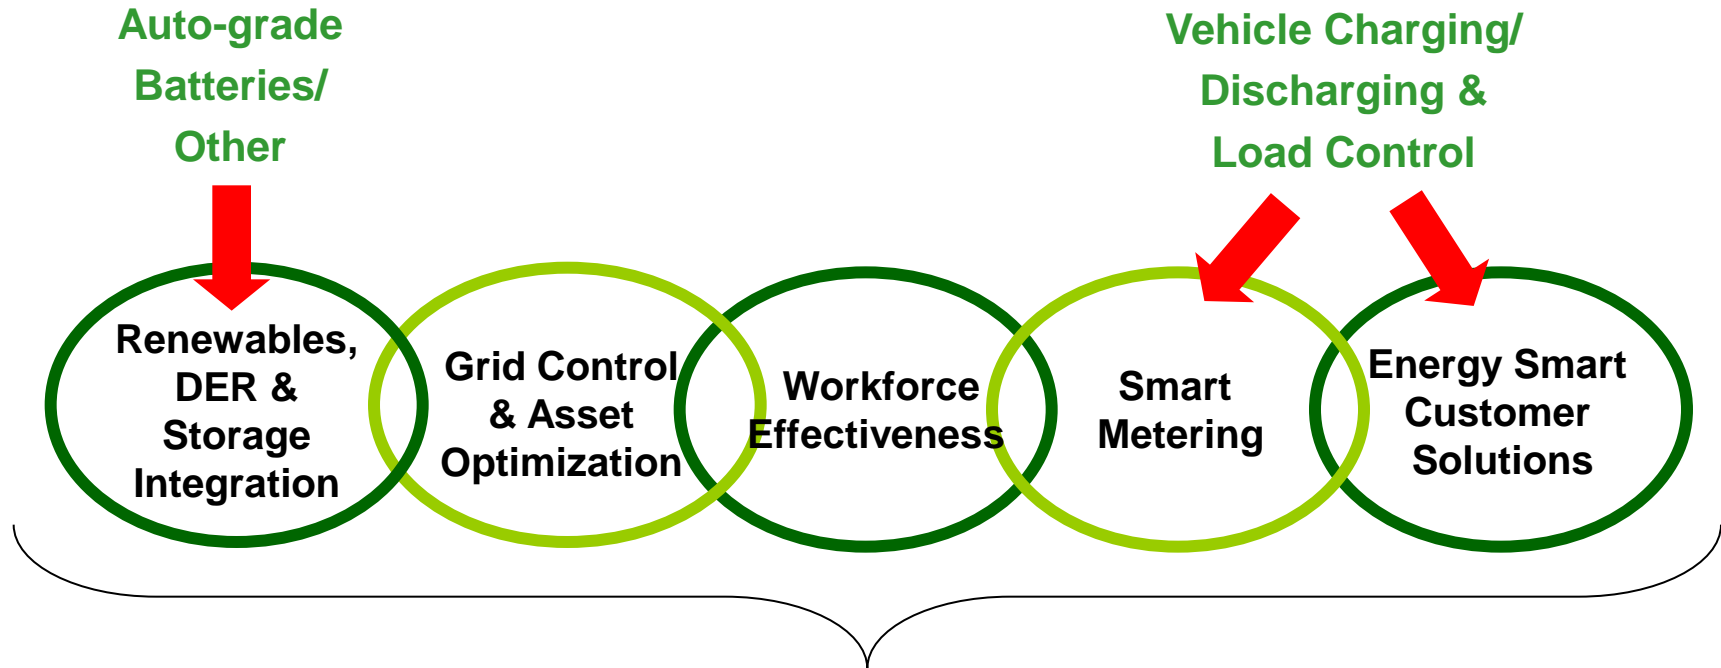 Auto-grade
Batteries/
Other
Vehicle Charging/
Discharging &
Load Control
Renewables,
DER &
Storage
Integration
Grid Control
& Asset
Optimization
Workforce
Effectiveness
Smart
Metering
Energy Smart
Customer
Solutions